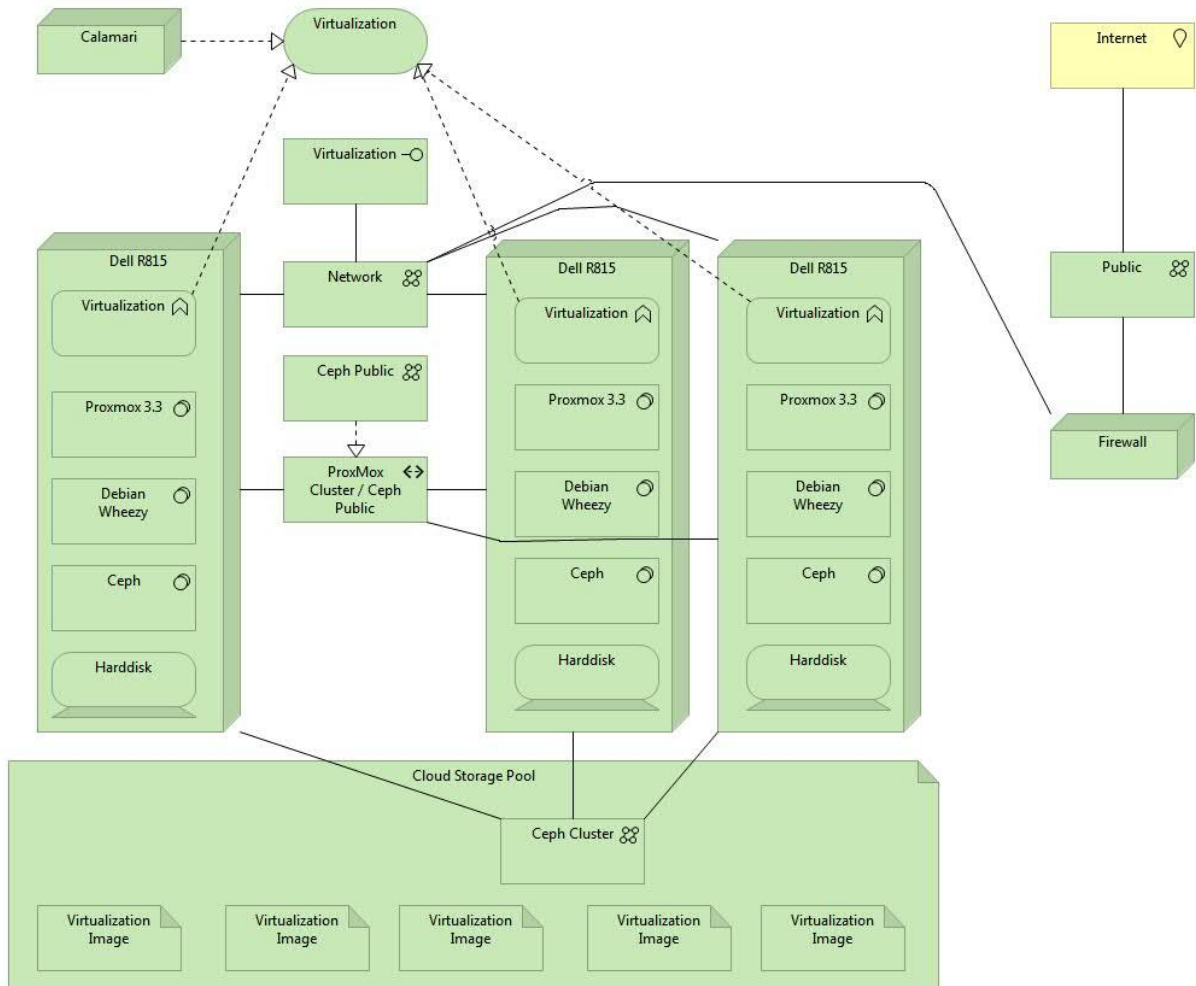 Calamari
Virtualization
Internet
Virtualization
Network
Public
Dell R815
Virtualization
Proxmox 3.3
Debian
Wheezy
Ceph
Harddisk
Ceph Public
ProxMox
Cluster / Ceph
Public
Dell R815
Virtualization
Proxmox 3.3
Debian
Wheezy
Ceph
Harddisk
Dell R815
Virtualization
Proxmox 3.3
Debian
Wheezy
Ceph
Harddisk
Firewall
Cloud Storage Pool
Ceph Cluster
Virtualization
Image
Virtualization
Image
Virtualization
Image
Virtualization
Image
Virtualization
Image